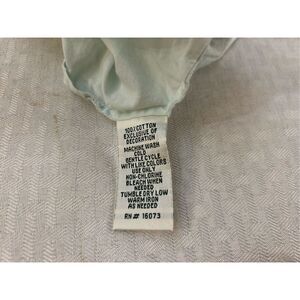 100% COTTON
EXCLUSIVE OF
DECORATION
MACHINE WASH
COLD
GENTLE CYCLE
WITH LIKE COLORS
USE ONLY
NON-CHLORINE
BLEACH WHEN
NEEDED
TUMBLE DRY LOW
WARM IRON
AS NEEDED
RN# 16073